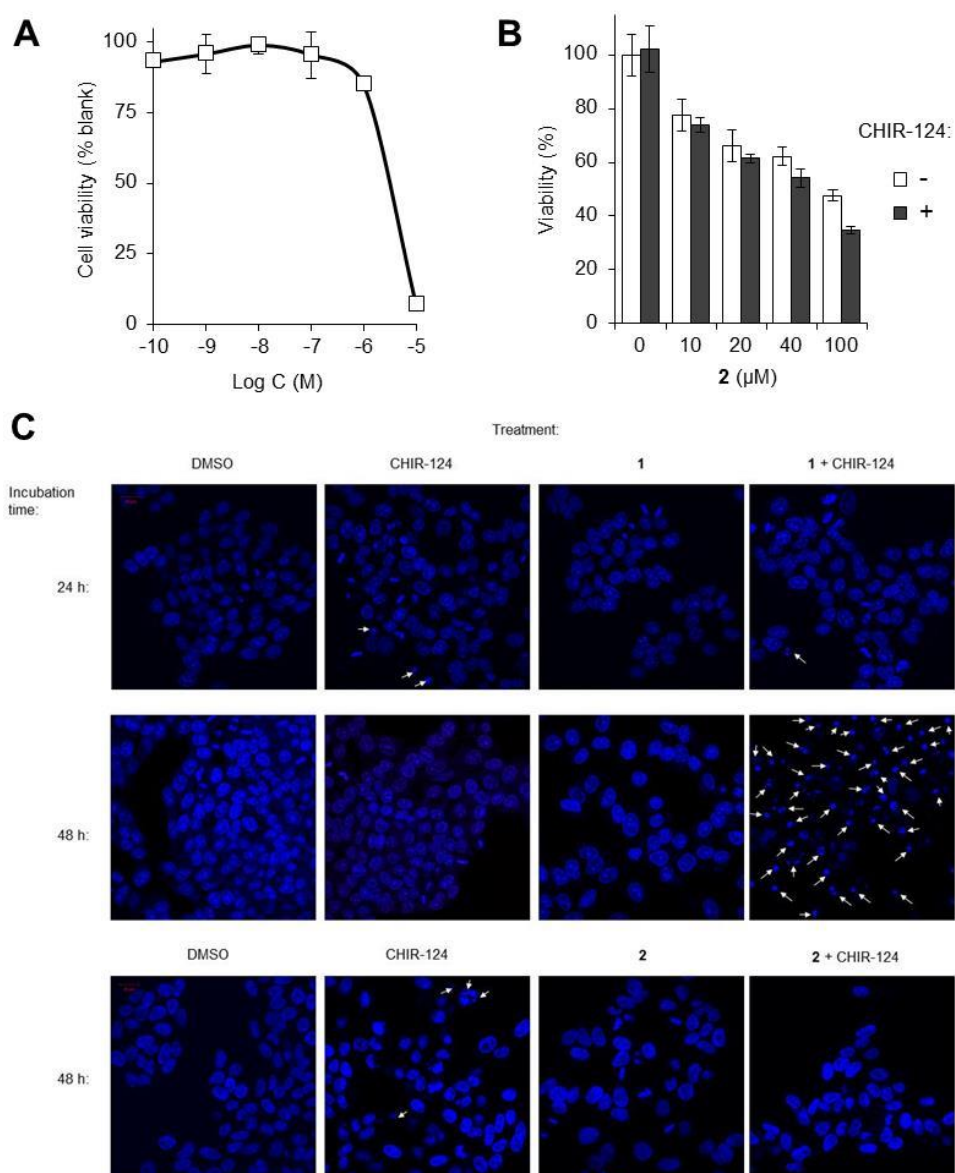 A
100
75
50
25
0
Cell viability (% blank)
-10 -9 -8 -7 -6 -5
Log C (M)
B
100
80
60
40
20
0
Viability (%)
0 10 20 40 100
2 (µM)
CHIR-124:
-
+
C
Treatment:
DMSO CHIR-124 1 1 + CHIR-124
Incubation
time:
24 h:
48 h:
DMSO CHIR-124 2 2 + CHIR-124
48 h: